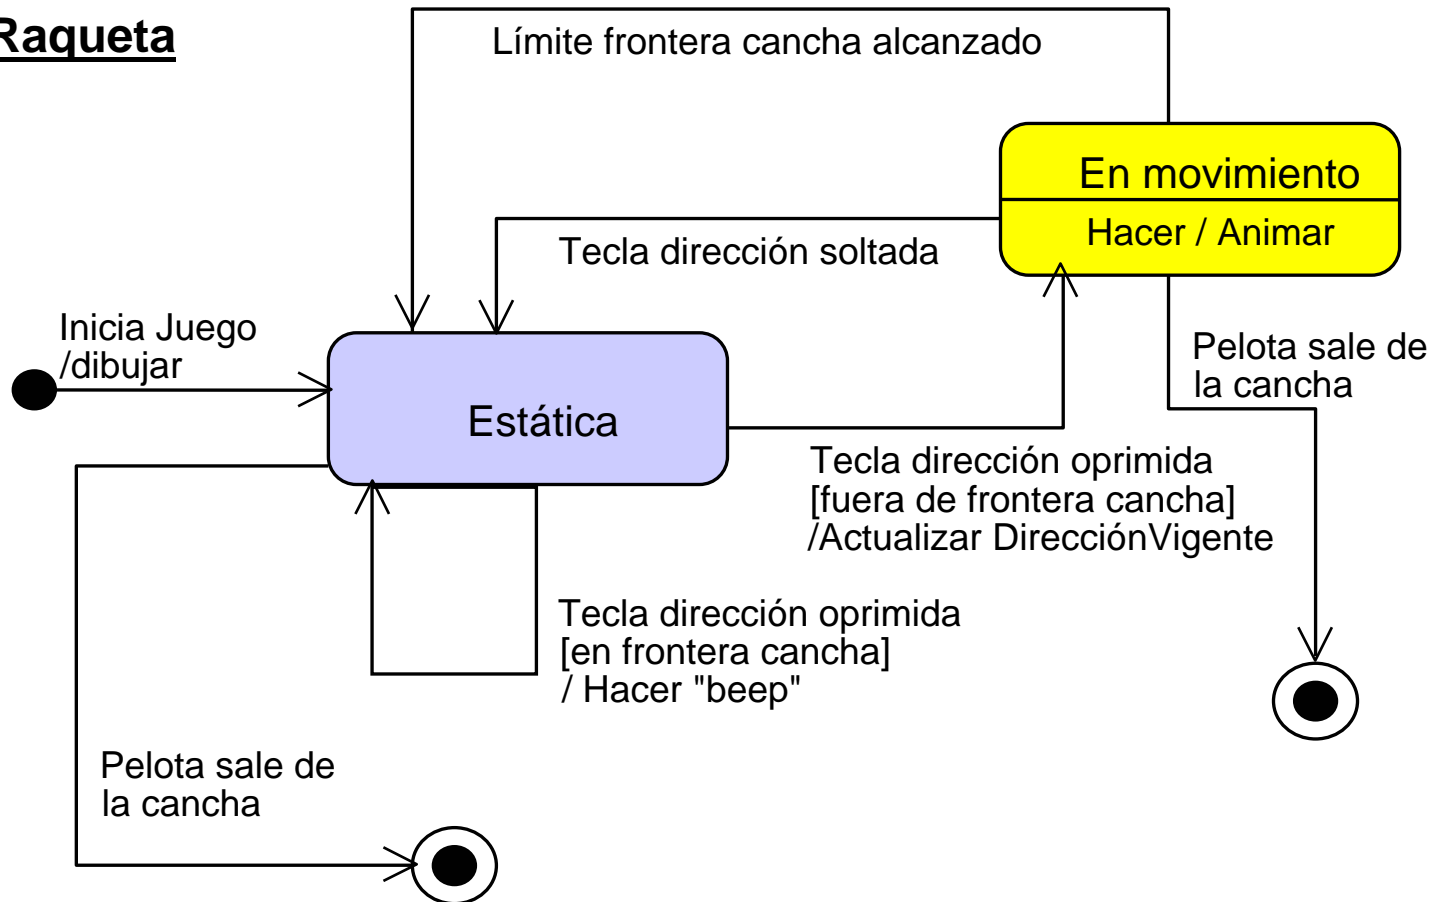 Raqueta
Límite frontera cancha alcanzado
En movimiento
Hacer / Animar
Tecla dirección soltada
Inicia Juego
/dibujar
Pelota sale de
la cancha
Estática
Tecla dirección oprimida
[fuera de frontera cancha]
/Actualizar DirecciónVigente
Tecla dirección oprimida
[en frontera cancha]
/ Hacer "beep"
Pelota sale de
la cancha